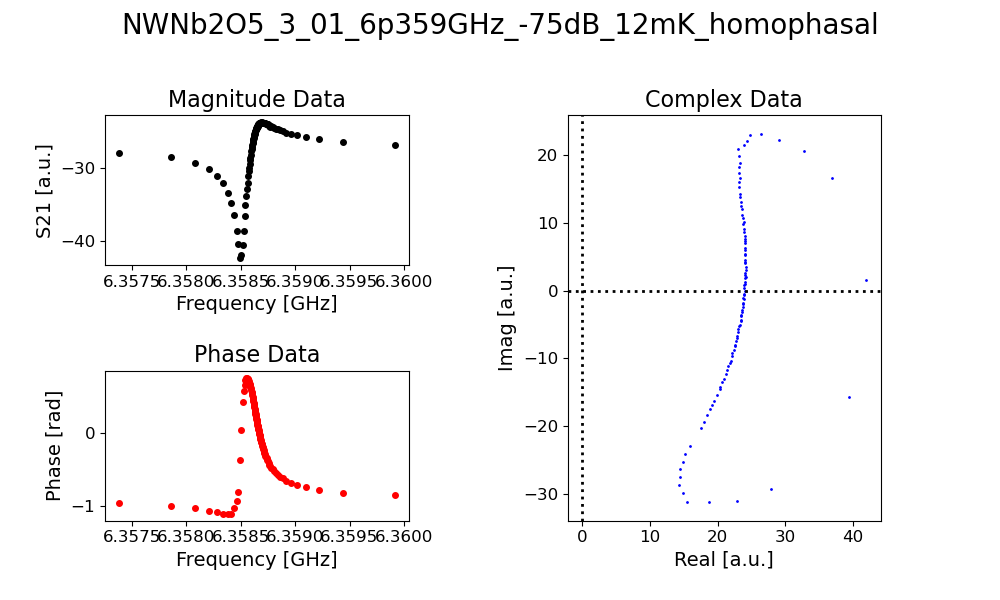 NWNb2O5_3_01_6p359GHz_-75dB_12mK_homophasal
Magnitude Data
S21 [a.u.]
−30
−40
6.3575 6.3580 6.3585 6.3590 6.3595 6.3600
Frequency [GHz]
Phase Data
Phase [rad]
0
−1
6.3575 6.3580 6.3585 6.3590 6.3595 6.3600
Frequency [GHz]
Complex Data
Imag [a.u.]
20
10
0
−10
−20
−30
0 10 20 30 40
Real [a.u.]